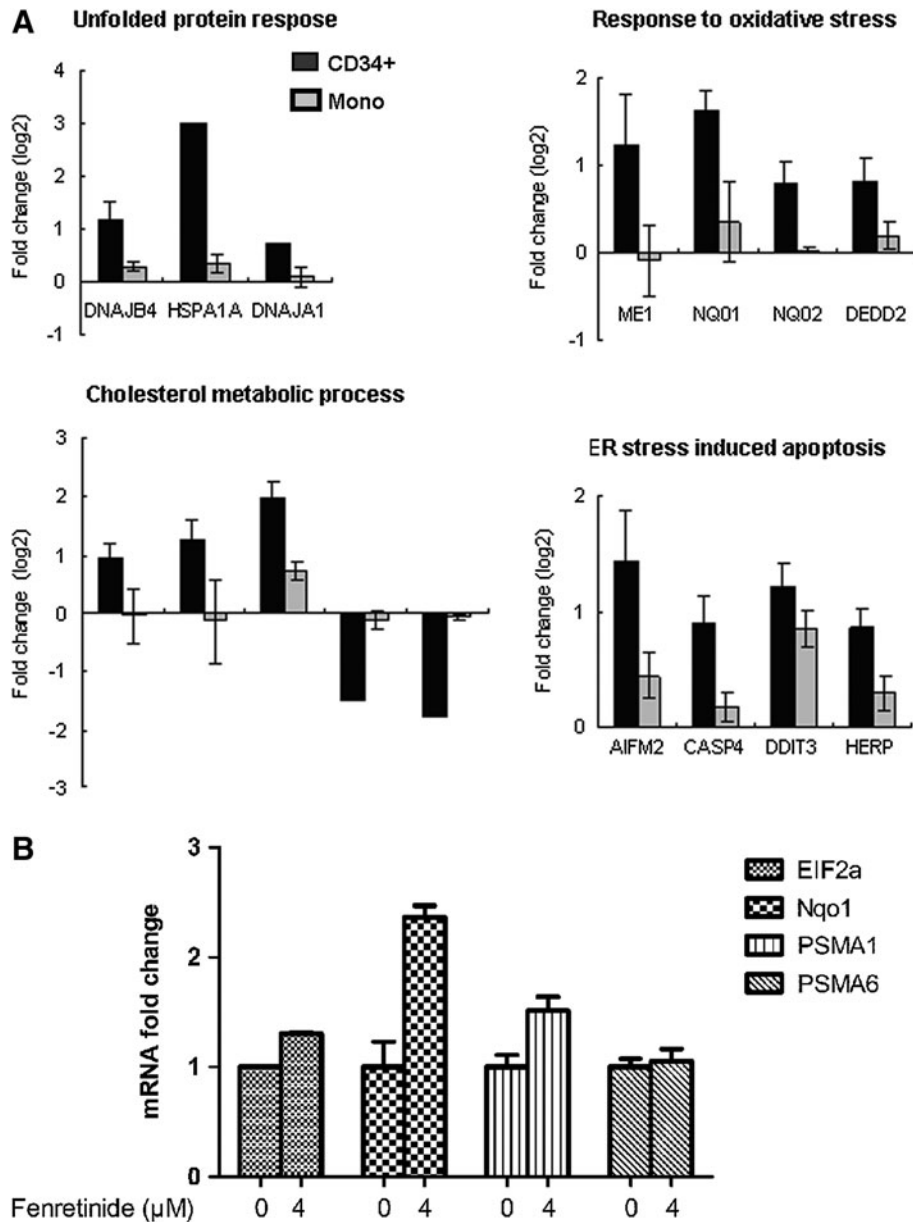 A
Unfolded protein respose
Fold change (log2)
4
3
2
1
0
-1
CD34+
Mono
DNAJB4 HSPA1A DNAJA1
Response to oxidative stress
Fold change (log2)
2
1
0
-1
ME1 NQ01 NQ02 DEDD2
Cholesterol metabolic process
Fold change (log2)
3
2
1
0
-1
-2
-3
ER stress induced apoptosis
Fold change (log2)
2
1
0
AIFM2 CASP4 DDIT3 HERP
B
mRNA fold change
3
2
1
0
EIF2a
Nqo1
PSMA1
PSMA6
Fenretinide (μM) 0 4 0 4 0 4 0 4